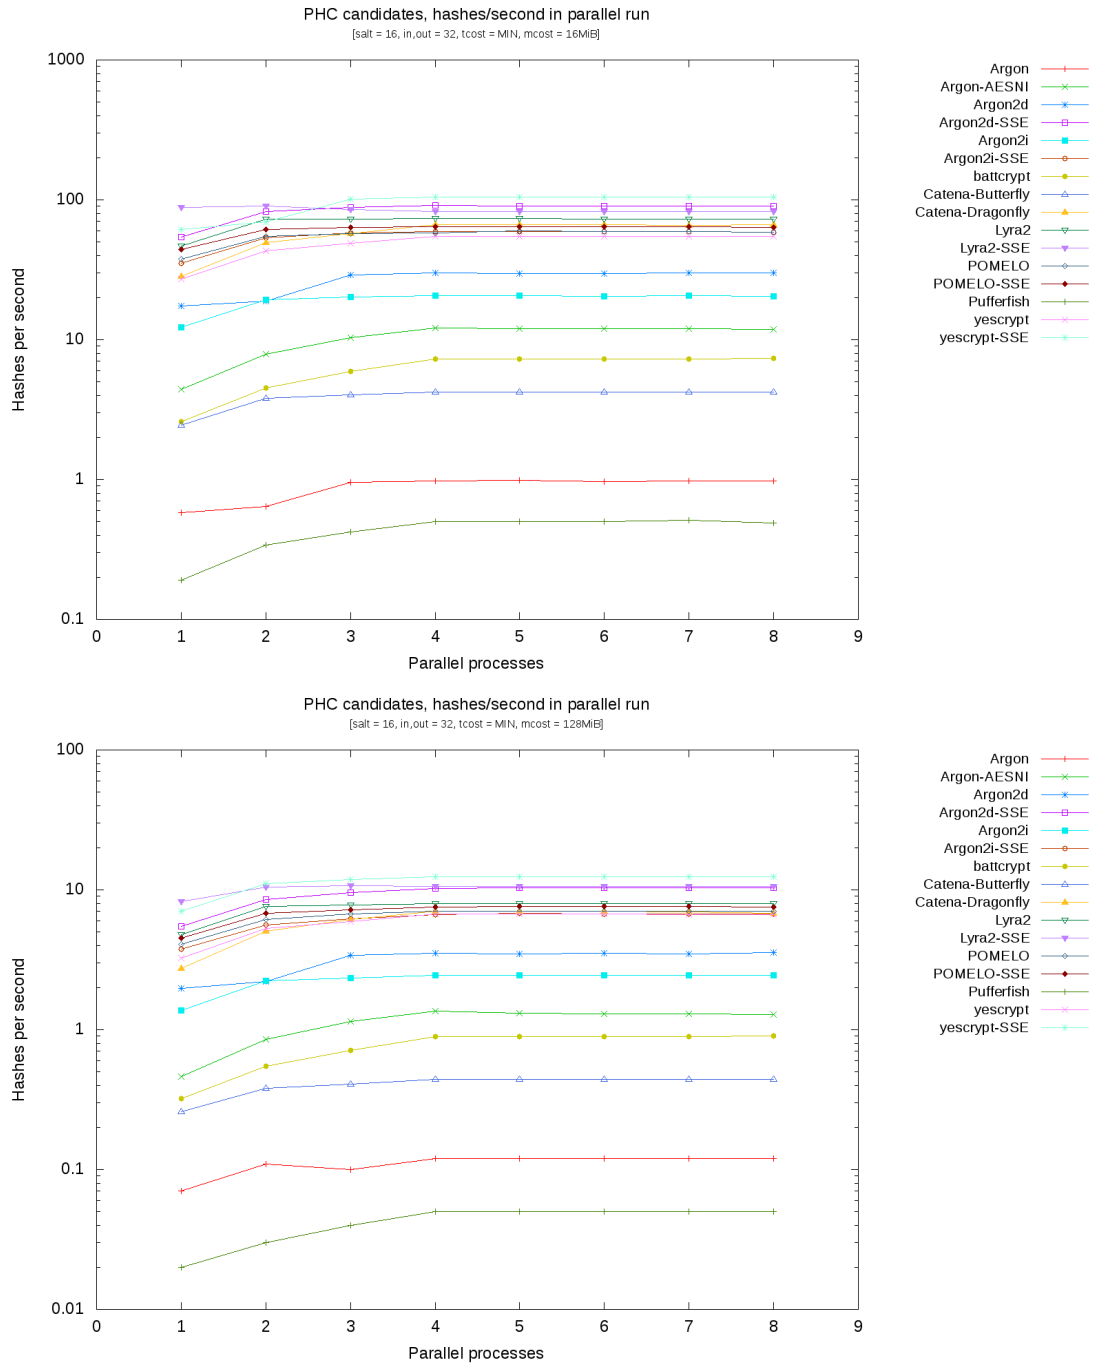 PHC candidates, hashes/second in parallel run
[salt = 16, in,out = 32, tcost = MIN, mcost = 16MiB]
1000
100
10
1
0.1
Hashes per second
0 1 2 3 4 5 6 7 8 9
Parallel processes
Argon
Argon-AESNI
Argon2d
Argon2d-SSE
Argon2i
Argon2i-SSE
battcrypt
Catena-Butterfly
Catena-Dragonfly
Lyra2
Lyra2-SSE
POMELO
POMELO-SSE
Pufferfish
yescrypt
yescrypt-SSE
PHC candidates, hashes/second in parallel run
[salt = 16, in,out = 32, tcost = MIN, mcost = 128MiB]
100
10
1
0.1
0.01
Hashes per second
0 1 2 3 4 5 6 7 8 9
Parallel processes
Argon
Argon-AESNI
Argon2d
Argon2d-SSE
Argon2i
Argon2i-SSE
battcrypt
Catena-Butterfly
Catena-Dragonfly
Lyra2
Lyra2-SSE
POMELO
POMELO-SSE
Pufferfish
yescrypt
yescrypt-SSE